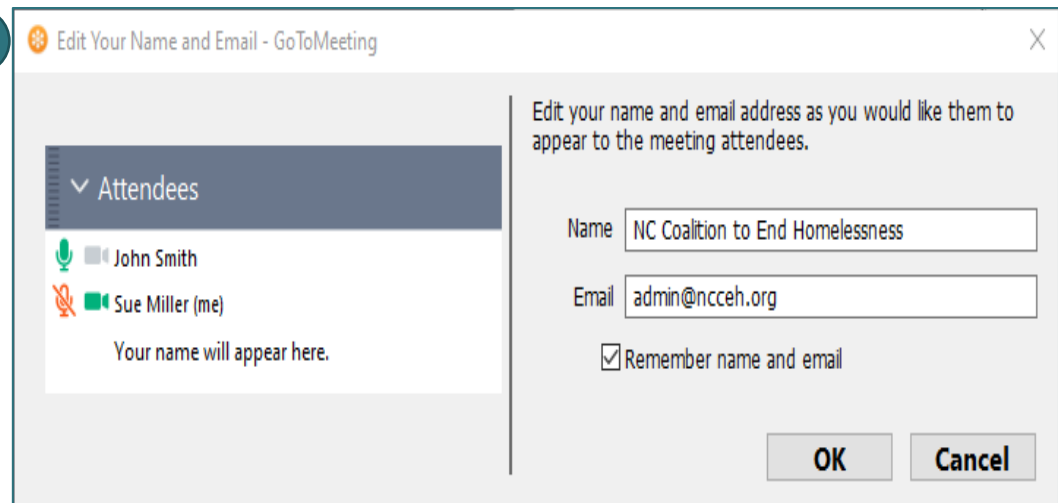 Edit Your Name and Email - GoToMeeting
Attendees
John Smith
Sue Miller (me)
Your name will appear here.
Edit your name and email address as you would like them to
appear to the meeting attendees.
Name NC Coalition to End Homelessness
Email admin@ncceh.org
Remember name and email
OK Cancel